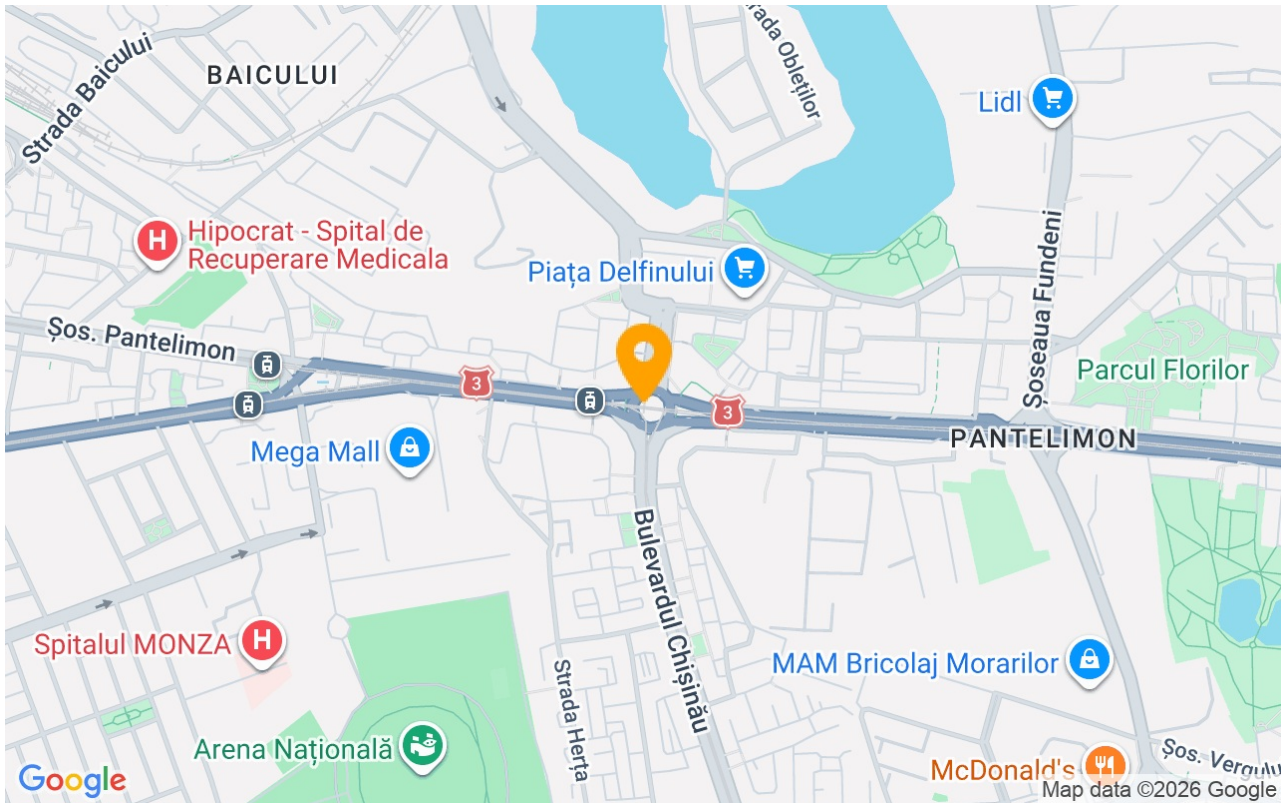 BAICULUI
Strada Baicului
rada Obleților
Lidl
Hipocrat - Spital de
Recuperare Medicala
Piața Delfinului
Șoseaua Fundeni
Șos. Pantelimon
Parcul Florilor
3
3
Mega Mall
PANTELIMON
Bulevardul Chișinău
Spitalul MONZA
MAM Bricolaj Morarilor
Strada Herța
Arena Națională
Șos. Vergulu
McDonald's
Google
Map data ©2026 Google
H
H